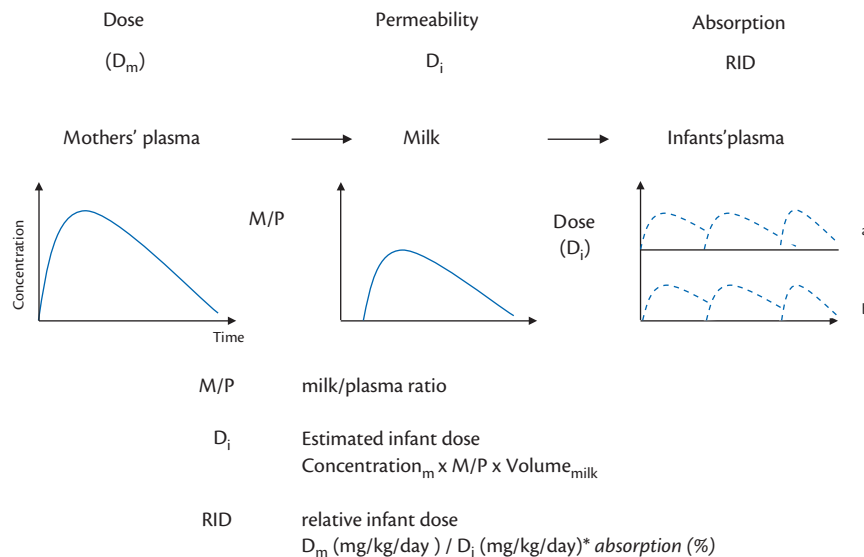 Dose
Permeability
Absorption
(Dm)
Di
RID
Mothers' plasma
Milk
Infants'plasma
Concentration
Time
M/P
Dose
(Di)
a
M/P milk/plasma ratio
Di Estimated infant dose
Concentrationm x M/P x Volumemilk
RID relative infant dose
Dm (mg/kg/day ) / Di (mg/kg/day)* absorption (%)